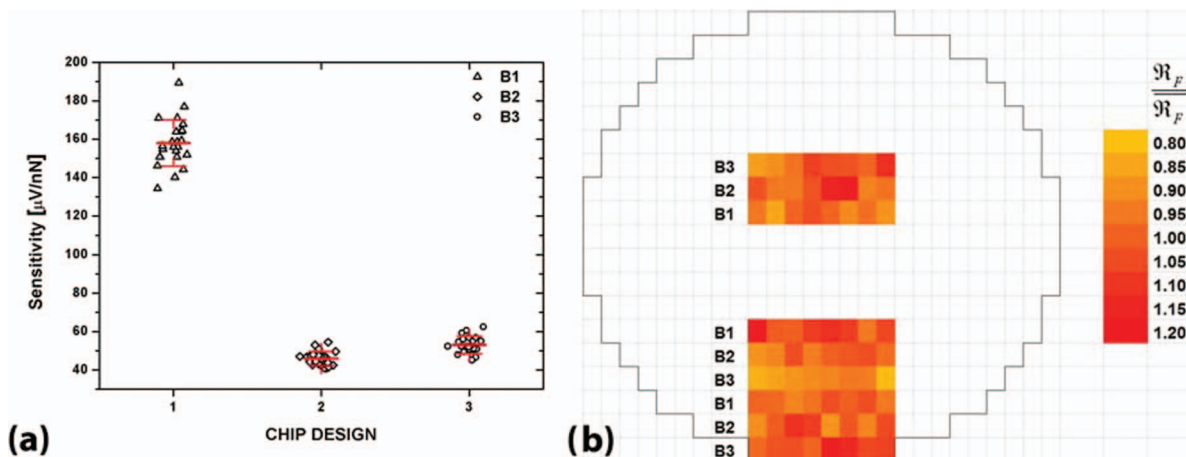 200
180
160
140
120
100
80
60
40
Sensitivity [µV/nN]
B1
B2
B3
1
2
3
CHIP DESIGN
(a)
B3
B2
B1
B1
B2
B3
B1
B2
B3
(b)
ℜF
ℜF
0.80
0.85
0.90
0.95
1.00
1.05
1.10
1.15
1.20